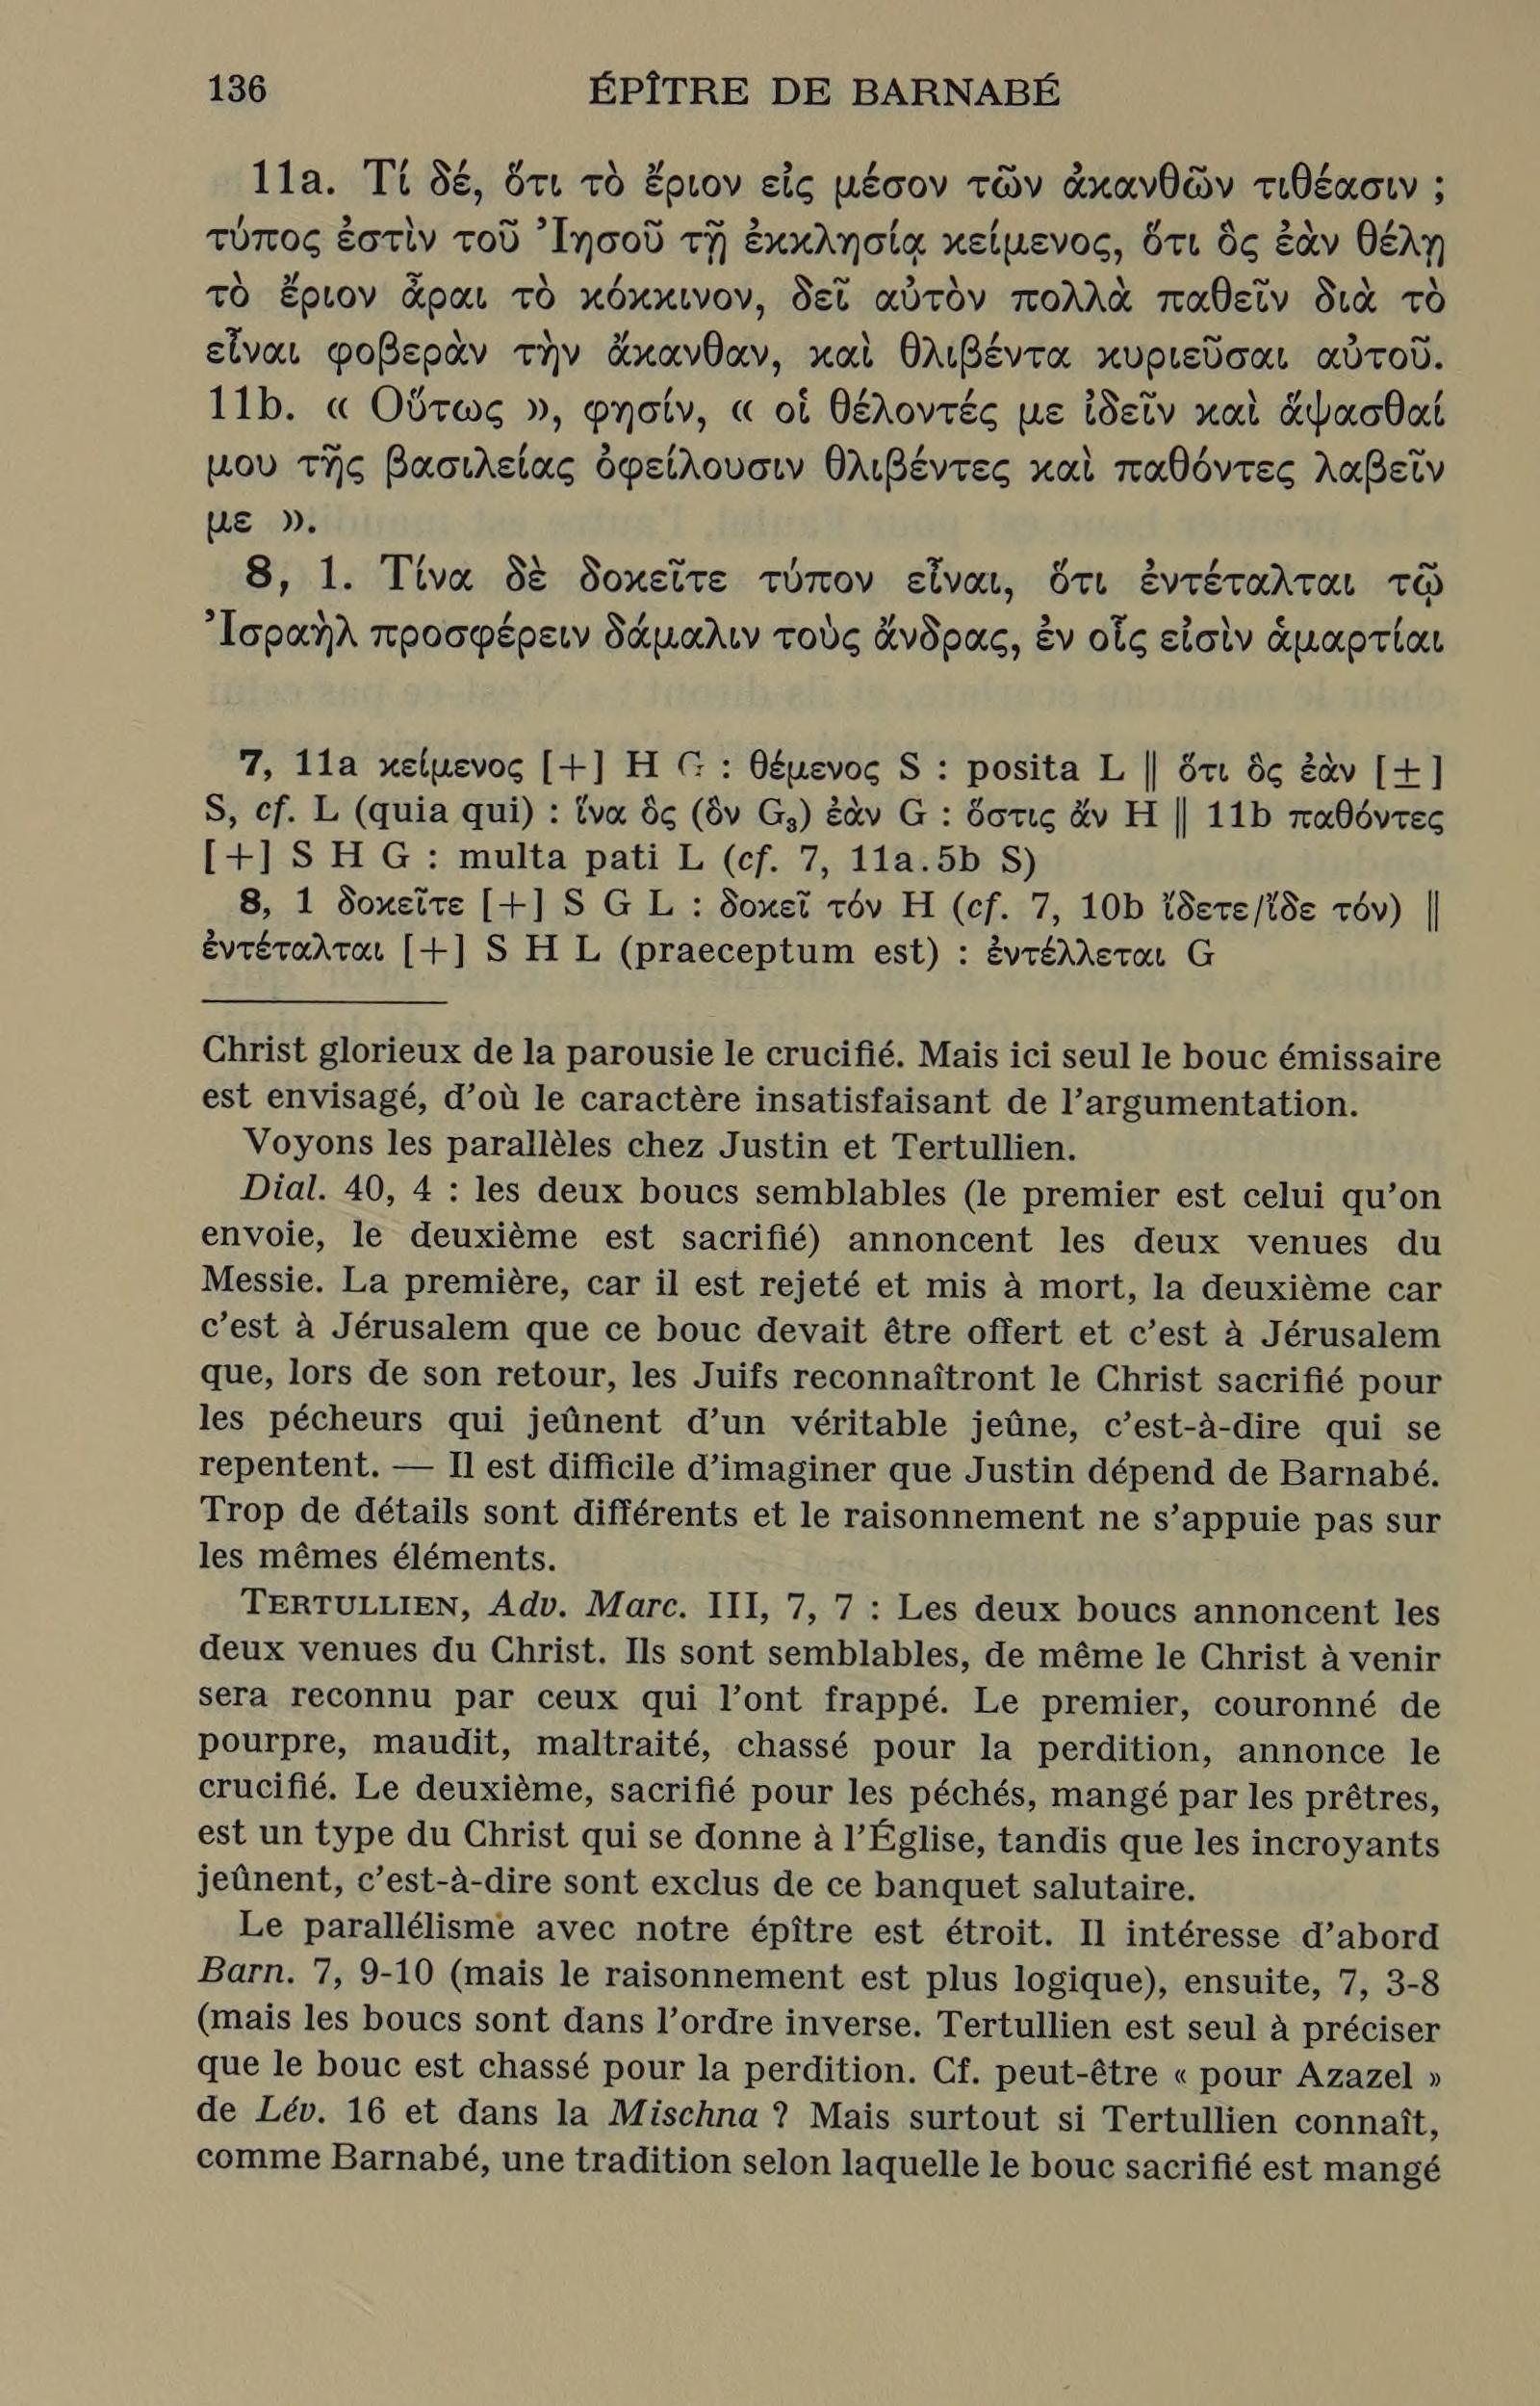 136 ÉPÎTRE DE BARNABÉ
11a. Τί δέ, ὅτι τὸ ἔριον εἰς μέσον τῶν ἀκανθῶν τιθέασιν ;
τύπος ἐστὶν τοῦ Ἰησοῦ τῇ ἐκκλησίᾳ κείμενος, ὅτι ὃς ἐὰν θέλῃ
τὸ ἔριον ἆραι τὸ κόκκινον, δεῖ αὐτὸν πολλὰ παθεῖν διὰ τὸ
εἶναι φοβερὰν τὴν ἄκανθαν, καὶ θλιβέντα κυριεῦσαι αὐτοῦ.
11b. « Οὕτως », φησίν, « οἱ θέλοντές με ἰδεῖν καὶ ἅψασθαί
μου τῆς βασιλείας ὀφείλουσιν θλιβέντες καὶ παθόντες λαβεῖν
με ».
8, 1. Τίνα δὲ δοκεῖτε τύπον εἶναι, ὅτι ἐντέταλται τῷ
Ἰσραὴλ προσφέρειν δάμαλιν τοὺς ἄνδρας, ἐν οἷς εἰσὶν ἁμαρτίαι
7, 11a κείμενος [+] H G : θέμενος S : posita L || ὅτι ὃς ἐὰν [±]
S, cf. L (quia qui) : ἵνα ὃς (ὃν G₃) ἐὰν G : ὅστις ἄν H || 11b παθόντες
[+] S H G : multa pati L (cf. 7, 11a.5b S)
8, 1 δοκεῖτε [+] S G L : δοκεῖ τόν H (cf. 7, 10b ἴδετε/ἴδε τόν) ||
ἐντέταλται [+] S H L (praeceptum est) : ἐντέλλεται G
Christ glorieux de la parousie le crucifié. Mais ici seul le bouc émissaire
est envisagé, d'où le caractère insatisfaisant de l'argumentation.
Voyons les parallèles chez Justin et Tertullien.
Dial. 40, 4 : les deux boucs semblables (le premier est celui qu'on
envoie, le deuxième est sacrifié) annoncent les deux venues du
Messie. La première, car il est rejeté et mis à mort, la deuxième car
c'est à Jérusalem que ce bouc devait être offert et c'est à Jérusalem
que, lors de son retour, les Juifs reconnaîtront le Christ sacrifié pour
les pécheurs qui jeûnent d'un véritable jeûne, c'est-à-dire qui se
repentent. — Il est difficile d'imaginer que Justin dépend de Barnabé.
Trop de détails sont différents et le raisonnement ne s'appuie pas sur
les mêmes éléments.
TERTULLIEN, Adv. Marc. III, 7, 7 : Les deux boucs annoncent les
deux venues du Christ. Ils sont semblables, de même le Christ à venir
sera reconnu par ceux qui l'ont frappé. Le premier, couronné de
pourpre, maudit, maltraité, chassé pour la perdition, annonce le
crucifié. Le deuxième, sacrifié pour les péchés, mangé par les prêtres,
est un type du Christ qui se donne à l'Église, tandis que les incroyants
jeûnent, c'est-à-dire sont exclus de ce banquet salutaire.
Le parallélisme avec notre épître est étroit. Il intéresse d'abord
Barn. 7, 9-10 (mais le raisonnement est plus logique), ensuite, 7, 3-8
(mais les boucs sont dans l'ordre inverse. Tertullien est seul à préciser
que le bouc est chassé pour la perdition. Cf. peut-être « pour Azazel »
de Lév. 16 et dans la Mischna ? Mais surtout si Tertullien connaît,
comme Barnabé, une tradition selon laquelle le bouc sacrifié est mangé